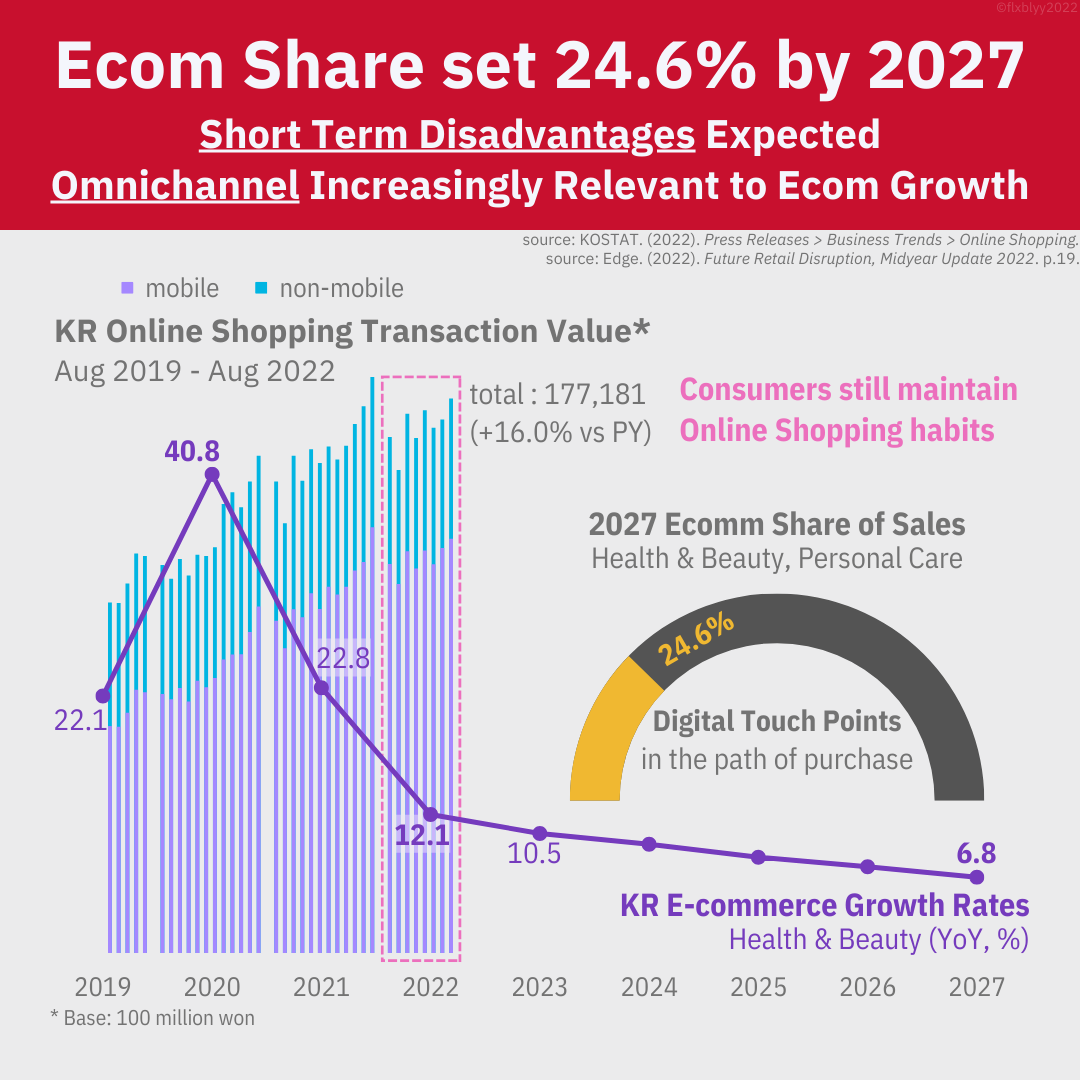 ©flxblyy2022
Ecom Share set 24.6% by 2027
Short Term Disadvantages Expected
Omnichannel Increasingly Relevant to Ecom Growth
source: KOSTAT. (2022). Press Releases > Business Trends > Online Shopping.
source: Edge. (2022). Future Retail Disruption, Midyear Update 2022. p.19.
mobile non-mobile
KR Online Shopping Transaction Value*
Aug 2019 - Aug 2022
total : 177,181
(+16.0% vs PY)
Consumers still maintain
Online Shopping habits
40.8
22.1
22.8
12.1
10.5
6.8
2027 Ecomm Share of Sales
Health & Beauty, Personal Care
24.6%
Digital Touch Points
in the path of purchase
KR E-commerce Growth Rates
Health & Beauty (YoY, %)
2019 2020 2021 2022 2023 2024 2025 2026 2027
* Base: 100 million won